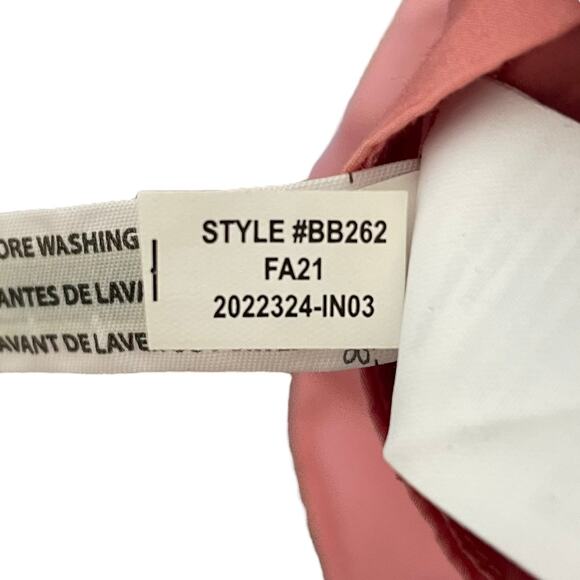 ORE WASHING
ANTES DE LAVA
AVANT DE LAVE
STYLE #BB262
FA21
2022324-IN03